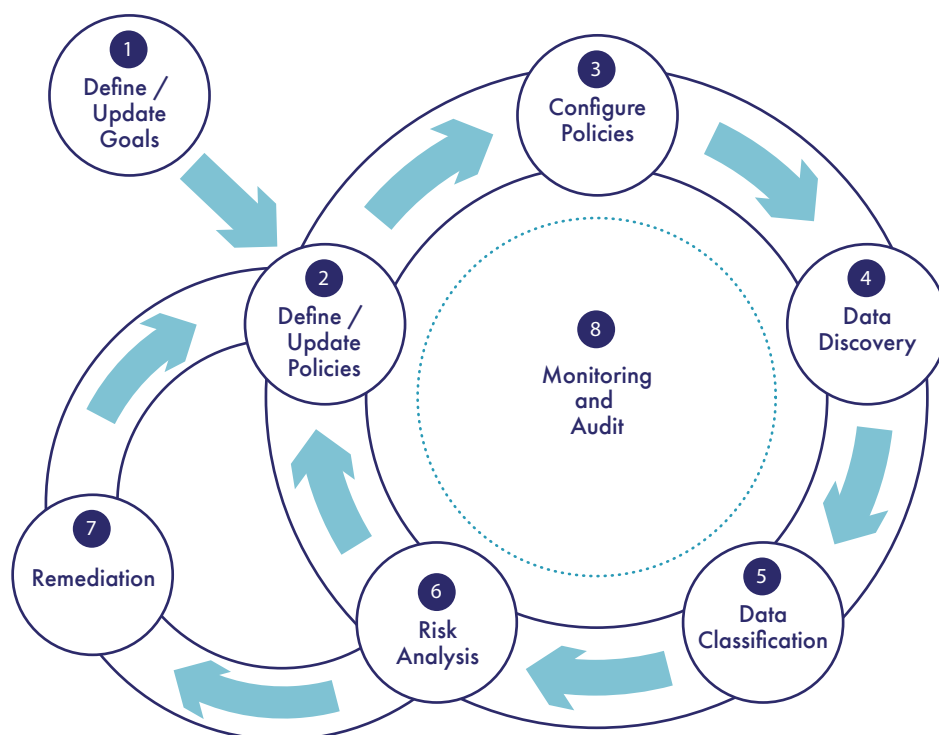 1
Define /
Update
Goals
2
Define /
Update
Policies
3
Configure
Policies
4
Data
Discovery
5
Data
Classification
6
Risk
Analysis
7
Remediation
8
Monitoring
and
Audit